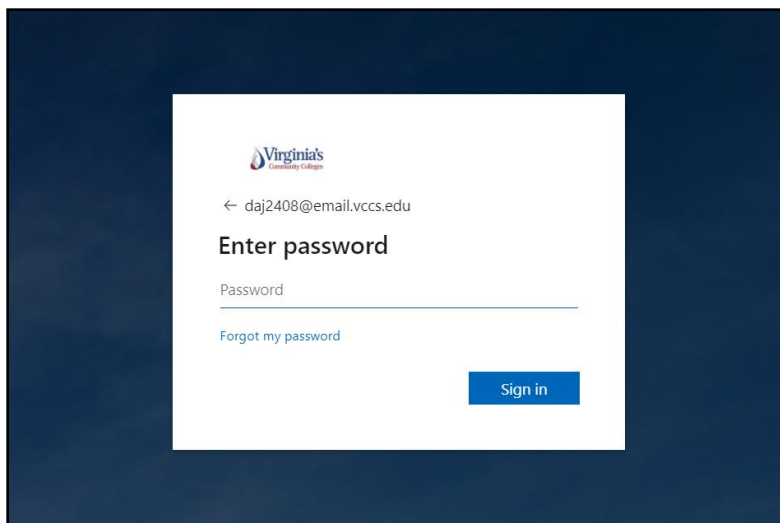 Virginia's
Community Colleges
← daj2408@email.vccs.edu
Enter password
Password
Forgot my password
Sign in